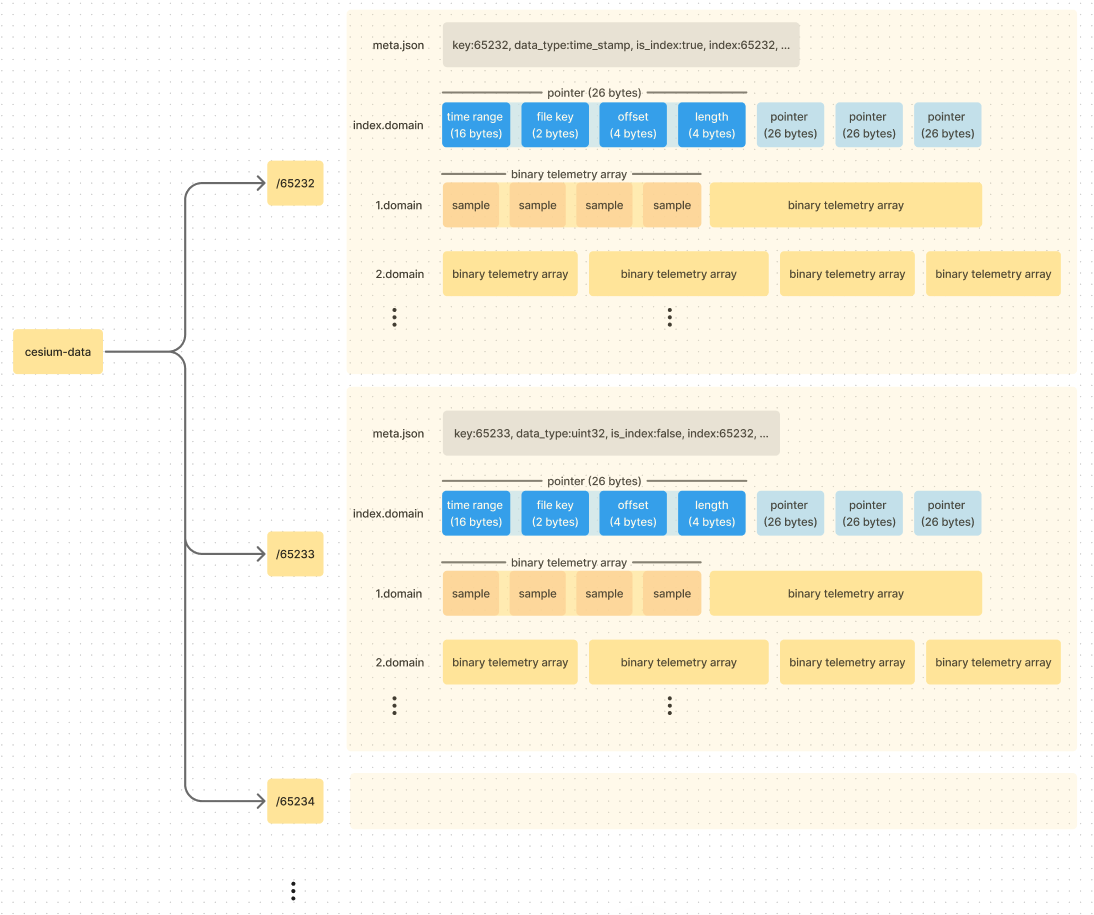 cesium-data
/65232
meta.json
key:65232, data_type:time_stamp, is_index:true, index:65232, ...
pointer (26 bytes)
index.domain
time range
(16 bytes)
file key
(2 bytes)
offset
(4 bytes)
length
(4 bytes)
pointer
(26 bytes)
pointer
(26 bytes)
pointer
(26 bytes)
binary telemetry array
1.domain
sample
sample
sample
sample
binary telemetry array
2.domain
binary telemetry array
binary telemetry array
binary telemetry array
binary telemetry array
/65233
meta.json
key:65233, data_type:uint32, is_index:false, index:65232, ...
pointer (26 bytes)
index.domain
time range
(16 bytes)
file key
(2 bytes)
offset
(4 bytes)
length
(4 bytes)
pointer
(26 bytes)
pointer
(26 bytes)
pointer
(26 bytes)
binary telemetry array
1.domain
sample
sample
sample
sample
binary telemetry array
2.domain
binary telemetry array
binary telemetry array
binary telemetry array
binary telemetry array
/65234